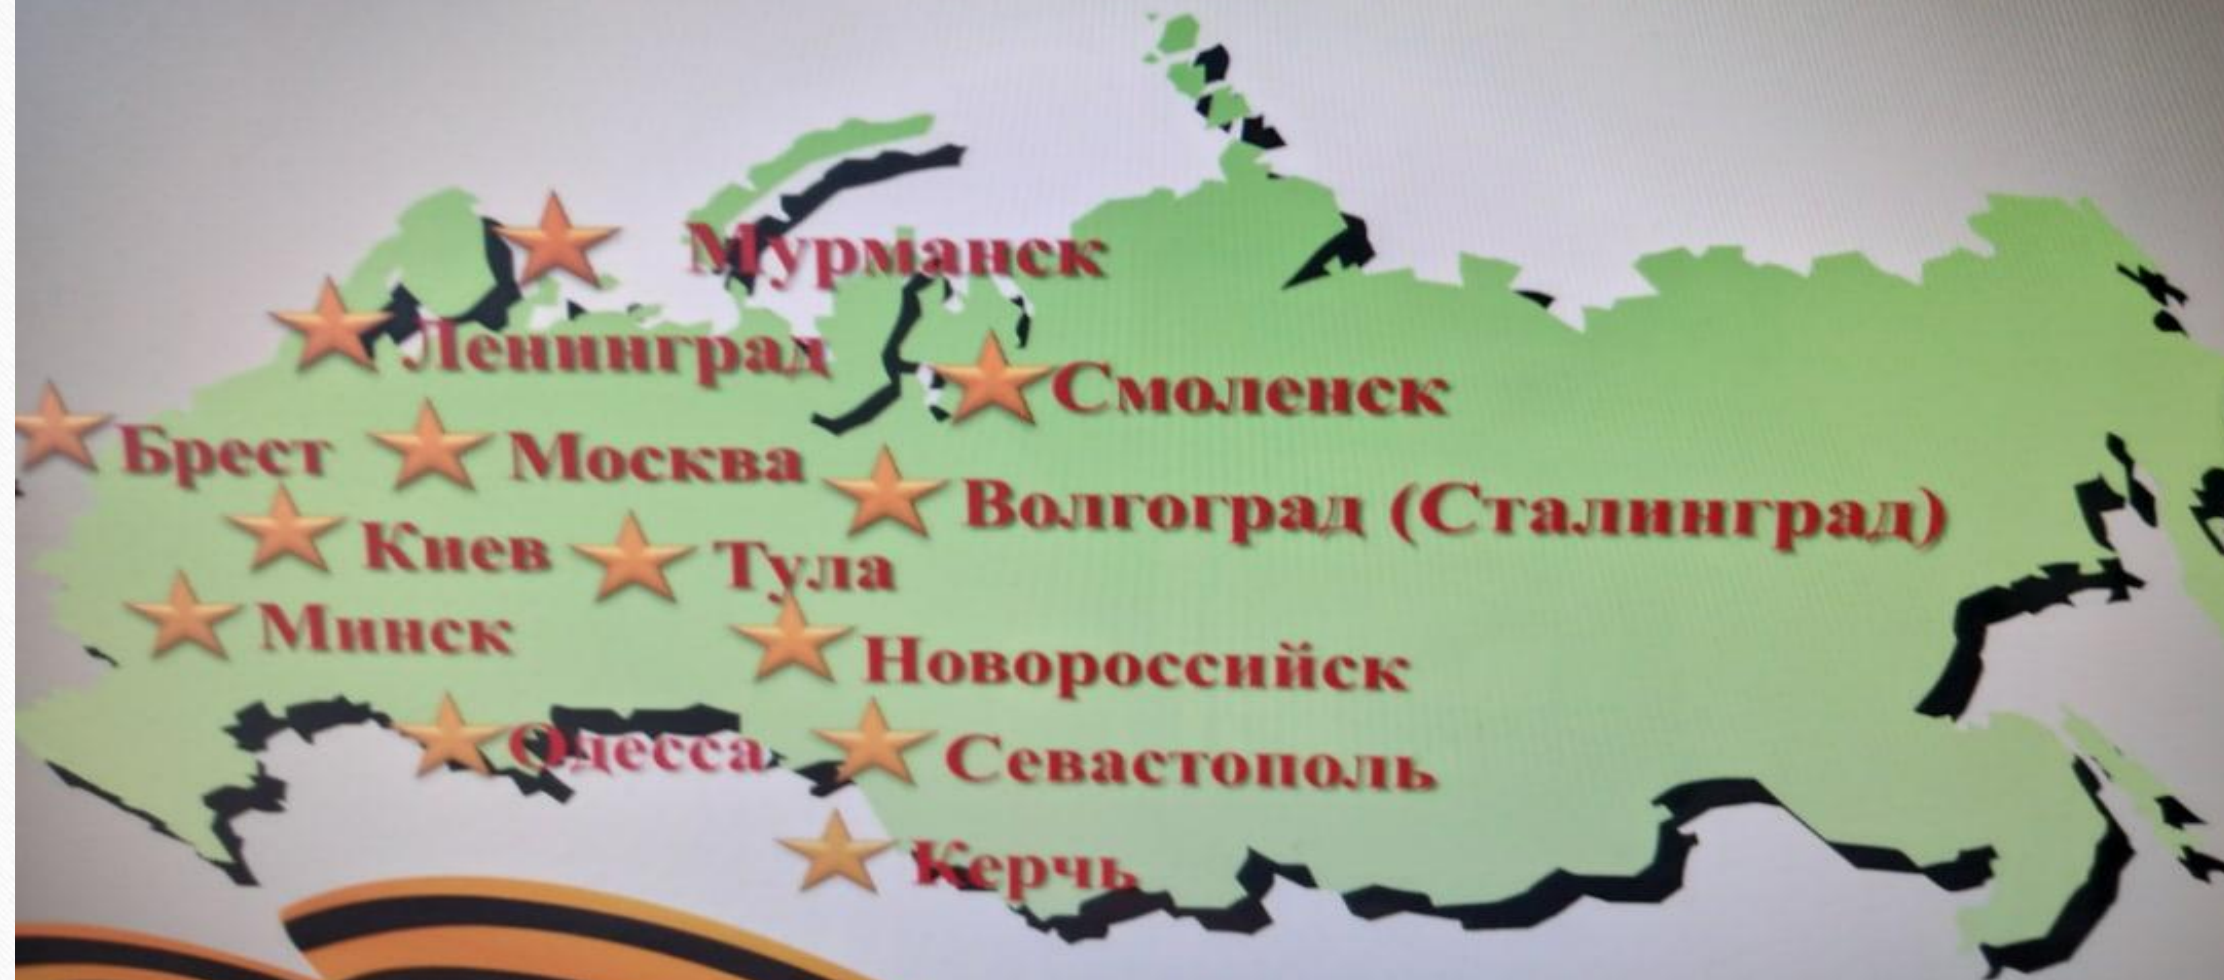 Мурманск
Ленинград
Смоленск
Брест
Москва
Волгоград (Сталинград)
Киев
Тула
Минск
Новороссийск
Одесса
Севастополь
Керчь